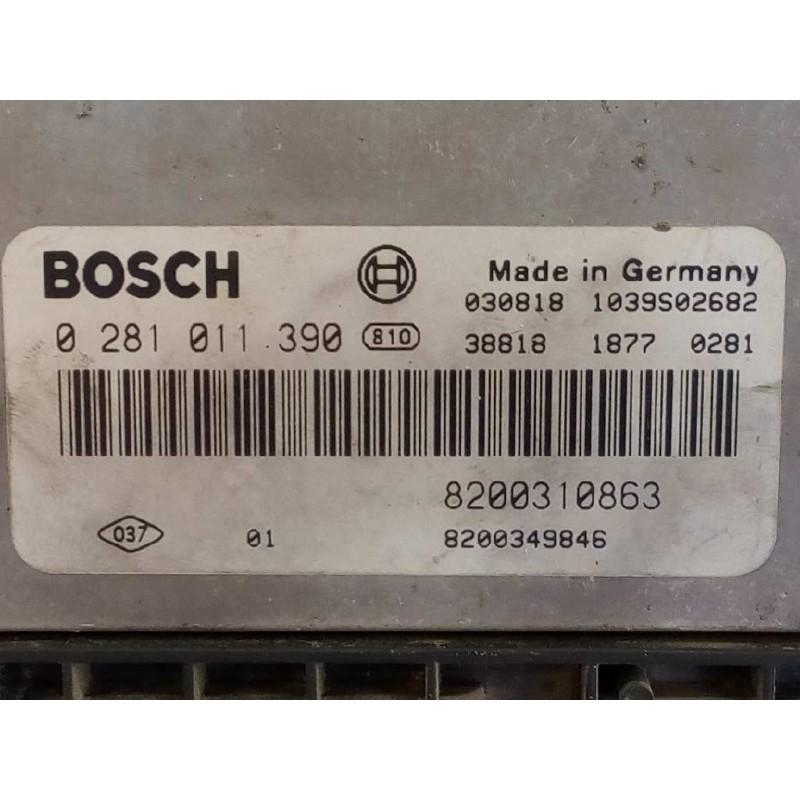 BOSCH
Made in Germany
030818 1039S02682
0 281 011 390 810
38818 1877 0281
8200310863
037 01 8200349846